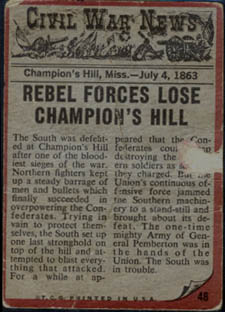 CIVIL WAR NEWS
Champion's Hill, Miss.—July 4, 1863
REBEL FORCES LOSE
CHAMPION'S HILL
The South was defeat-
ed at Champion's Hill
after one of the blood-
iest sieges of the war.
Northern fighters kept
up a steady barrage of
men and bullets which
finally succeeded in
overpowering the Con-
federates. Trying in
vain to protect them-
selves, the South set up
one last stronghold on
top of the hill and at-
tempted to blast every-
thing that attacked.
For a while it ap-
peared that the Con-
federates
destroying the
ern soldiers as
they charged. But the
Union's continuous of-
fensive force jammed
the Southern machin-
ery to a stand-still and
brought about its de-
feat. The one-time
mighty Army of Gen-
eral Pemberton was in
the hands of the
Union. The South was
in trouble.
T.C.G. PRINTED IN U.S.A.
48